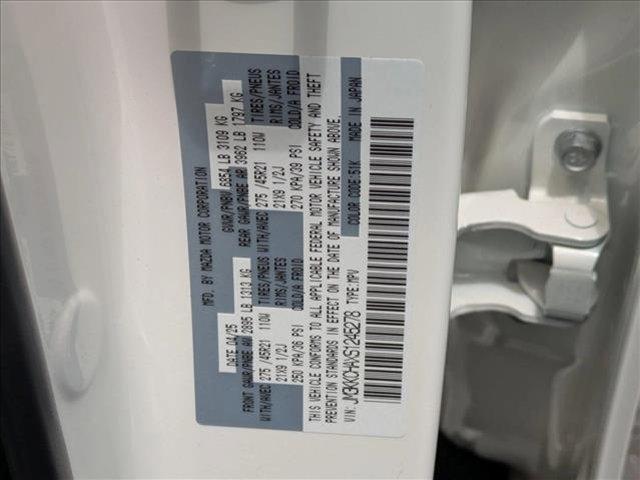 MFD. BY MAZDA MOTOR CORPORATION
DATE 04/25 GVWR/PNBV 6854 LB 3109 KG
FRONT GAWR/PNBE AV 2895 LB 1313 KG REAR GAWR/PNBE AR 3962 LB 1797 KG
WITH/AVEC TIRES/PNEUS RIMS/JANTES COLD/A FROID WITH/AVEC TIRES/PNEUS RIMS/JANTES COLD/A FROID
275 /45R21 110W 275 /45R21 110W
21X9 1/2J 21X9 1/2J
250 KPA/36 PSI 270 KPA/39 PSI
THIS VEHICLE CONFORMS TO ALL APPLICABLE FEDERAL MOTOR VEHICLE SAFETY AND THEFT
PREVENTION STANDARDS IN EFFECT ON THE DATE OF MANUFACTURE SHOWN ABOVE.
COLOR CODE:51K MADE IN JAPAN
VIN: JM3KKCHAXS1245278 TYPE:MPV